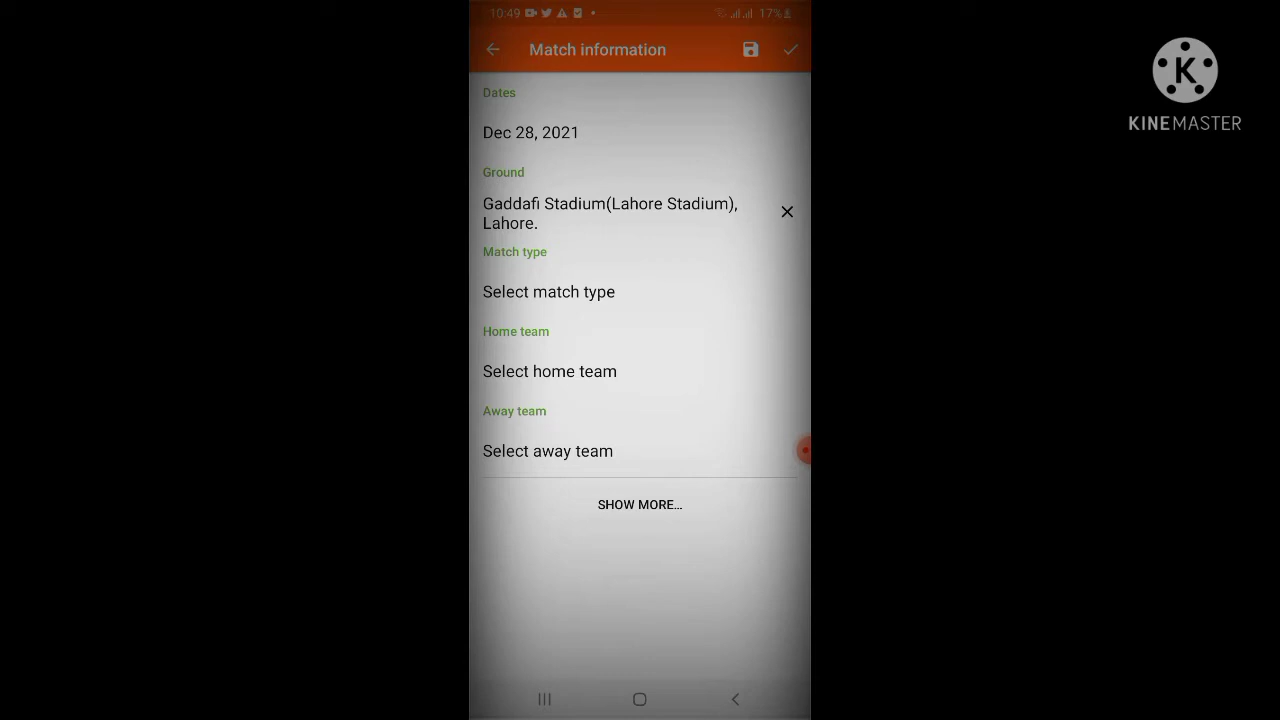 10:49
17%
Match information
Dates
Dec 28, 2021
Ground
Gaddafi Stadium(Lahore Stadium),
Lahore.
Match type
Select match type
Home team
Select home team
Away team
Select away team
SHOW MORE...
K
KINEMASTER